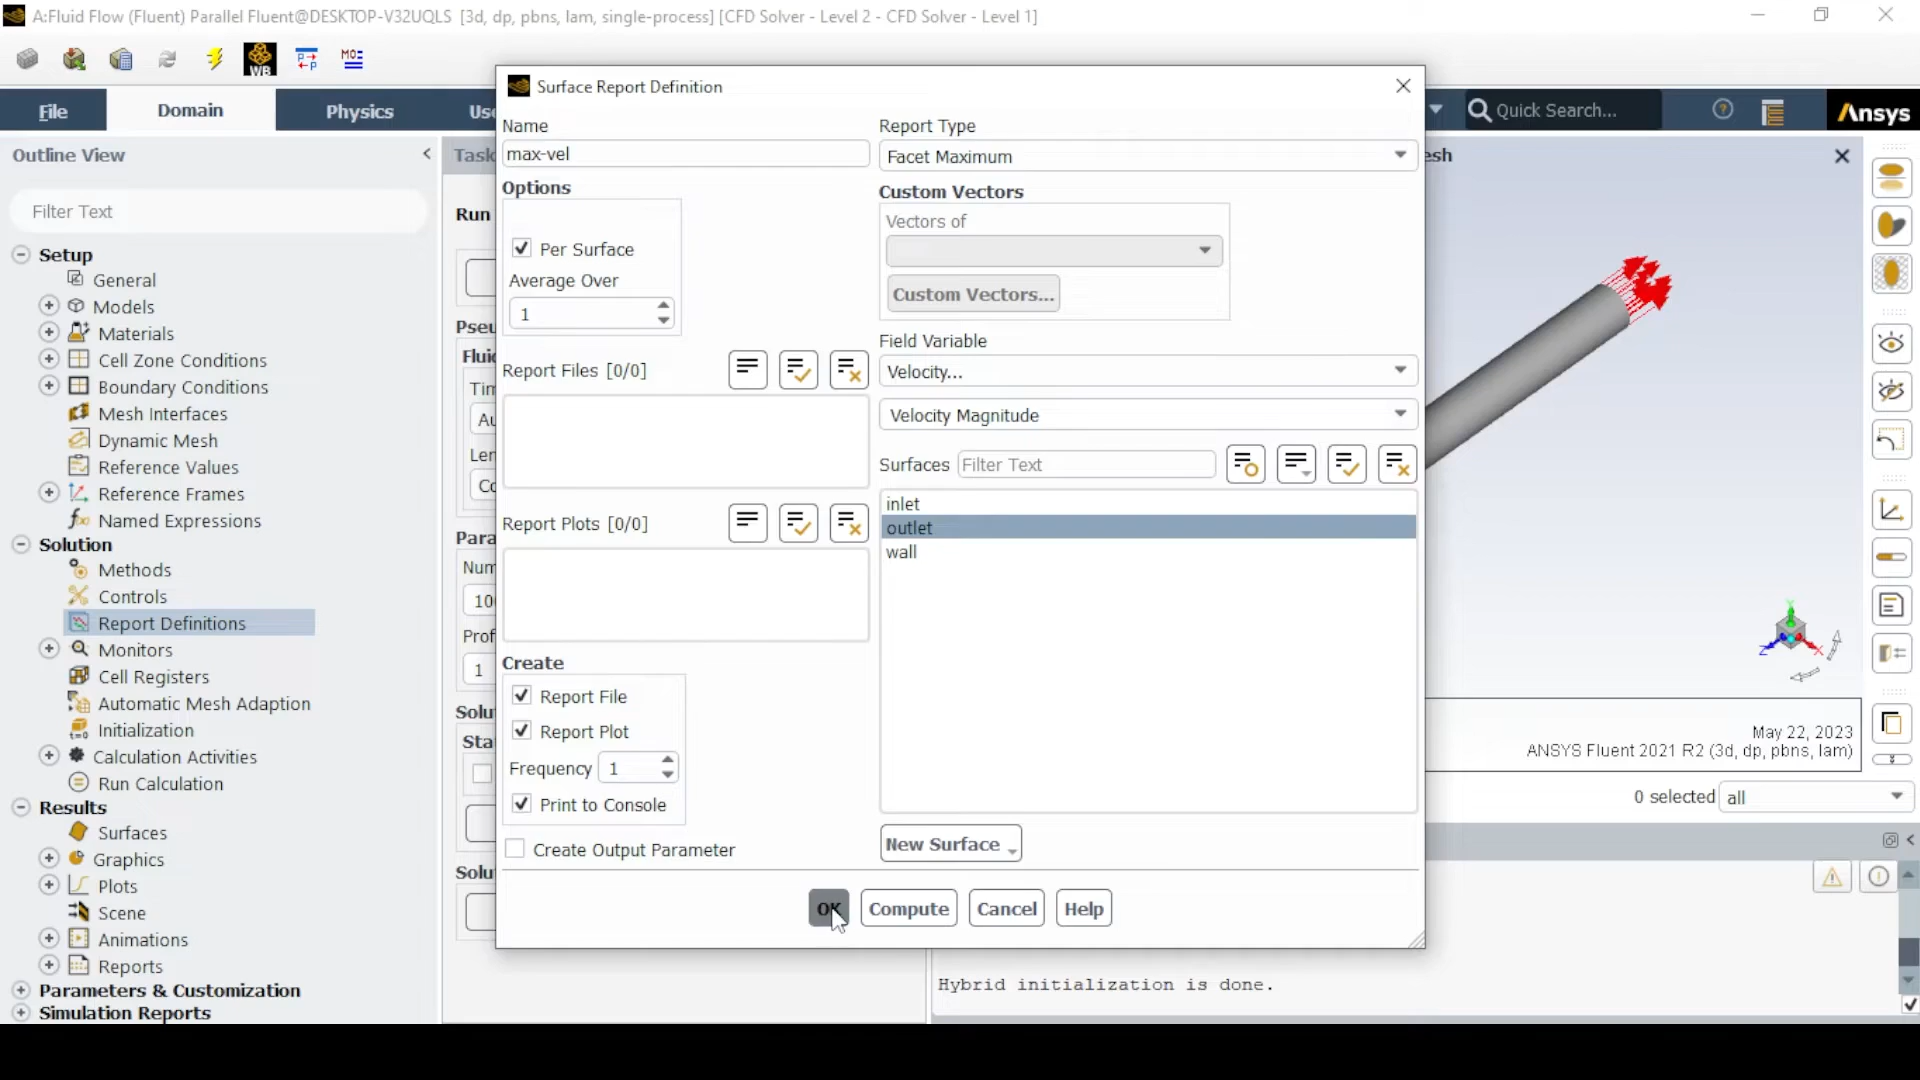 A:Fluid Flow (Fluent) Parallel Fluent@DESKTOP-V32UQLS [3d, dp, pbns, lam, single-process] [CFD Solver - Level 2 - CFD Solver - Level 1]
WB
File
Domain
Physics
Quick Search...
Ansys
Outline View
Filter Text
Setup
General
Models
Materials
Cell Zone Conditions
Boundary Conditions
Mesh Interfaces
Dynamic Mesh
Reference Values
Reference Frames
Named Expressions
Solution
Methods
Controls
Report Definitions
Monitors
Cell Registers
Automatic Mesh Adaption
Initialization
Calculation Activities
Run Calculation
Results
Surfaces
Graphics
Plots
Scene
Animations
Reports
Parameters & Customization
Simulation Reports
Task
Run
Surface Report Definition
Name
max-vel
Options
Per Surface
Average Over
1
Report Files [0/0]
Report Plots [0/0]
Create
Report File
Report Plot
Frequency 1
Print to Console
Create Output Parameter
Report Type
Facet Maximum
Custom Vectors
Vectors of
Custom Vectors...
Field Variable
Velocity...
Velocity Magnitude
Surfaces Filter Text
inlet
outlet
wall
New Surface
OK
Compute
Cancel
Help
May 22, 2023
ANSYS Fluent 2021 R2 (3d, dp, pbns, lam)
0 selected all
Hybrid initialization is done.